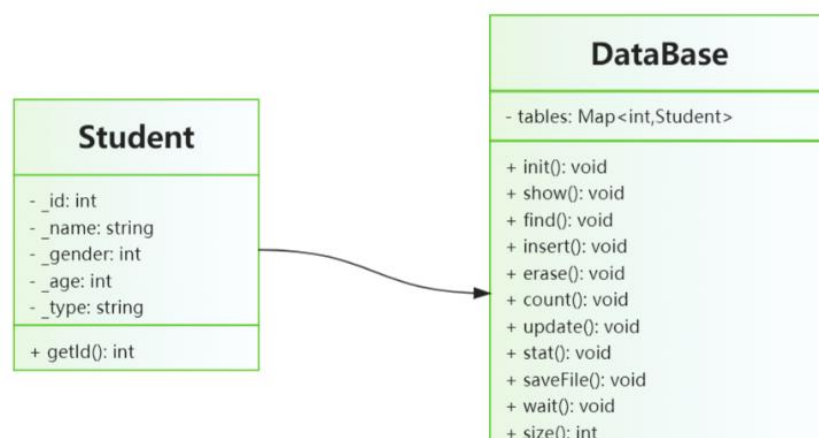 Student
- _id: int
- _name: string
- _gender: int
- _age: int
- _type: string
+ getId(): int
DataBase
- tables: Map<int,Student>
+ init(): void
+ show(): void
+ find(): void
+ insert(): void
+ erase(): void
+ count(): void
+ update(): void
+ stat(): void
+ saveFile(): void
+ wait(): void
+ size(): int